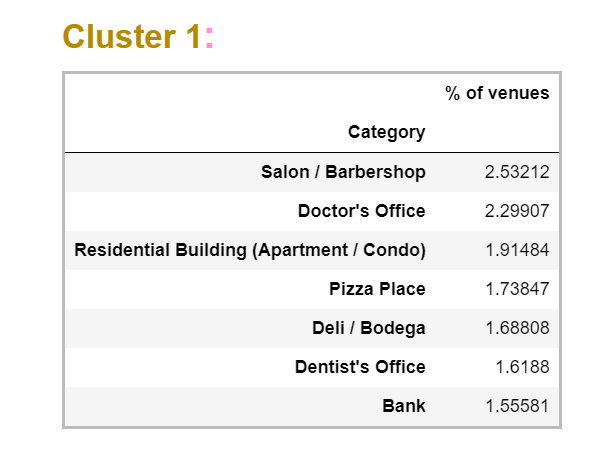 Cluster 1:
% of venues
Category
Salon / Barbershop 2.53212
Doctor's Office 2.29907
Residential Building (Apartment / Condo) 1.91484
Pizza Place 1.73847
Deli / Bodega 1.68808
Dentist's Office 1.6188
Bank 1.55581